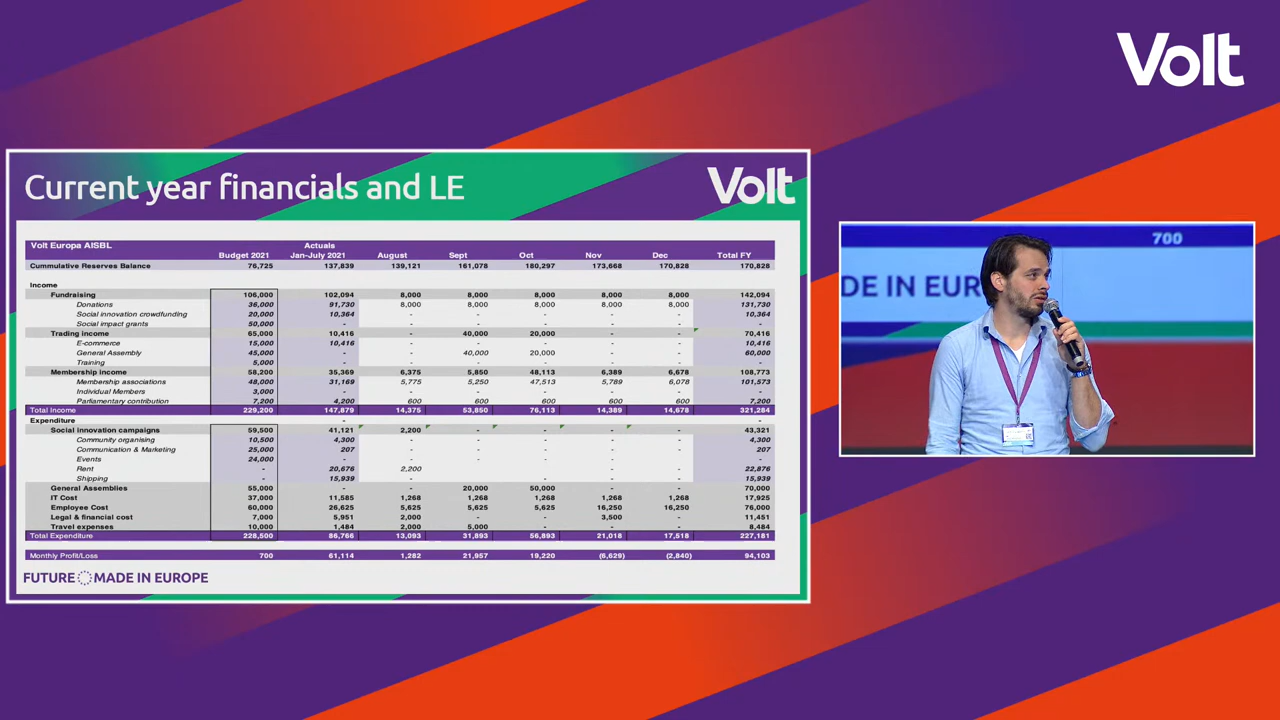 Volt
Current year financials and LE
Volt
Volt Europa AISBL Actuals
Budget 2021 Jan-July 2021 August Sept Oct Nov Dec Total FY
Cummulative Reserves Balance 76,725 137,839 139,121 161,078 180,297 173,668 170,828 170,828
Income
Fundraising 106,000 102,094 8,000 8,000 8,000 8,000 8,000 142,094
Donations 36,000 91,730 8,000 8,000 8,000 8,000 8,000 131,730
Social innovation crowdfunding 20,000 10,364 - - - - - 10,364
Social impact grants 50,000 - - - - - - -
Trading income 65,000 10,416 - 40,000 20,000 - - 70,416
E-commerce 15,000 10,416 - - - - - 10,416
General Assembly 45,000 - - 40,000 20,000 - - 60,000
Training 5,000 - - - - - - -
Membership income 58,200 35,369 6,375 5,850 48,113 6,389 6,678 108,773
Membership associations 48,000 31,169 5,775 5,250 47,513 5,789 6,078 101,573
Individual Members 3,000 - - - - - - -
Parliamentary contribution 7,200 4,200 600 600 600 600 600 7,200
Total Income 229,200 147,879 14,375 53,850 76,113 14,389 14,678 321,284
Expenditure - -
Social innovation campaigns 59,500 41,121 2,200 - - - - 43,321
Community organising 10,500 4,300 - - - - - 4,300
Communication & Marketing 25,000 207 - - - - - 207
Events 24,000 - - - - - - -
Rent - 20,676 2,200 - - - 22,876
Shipping - 15,939 - - - - 15,939
General Assemblies 55,000 - - 20,000 50,000 - - 70,000
IT Cost 37,000 11,585 1,268 1,268 1,268 1,268 1,268 17,925
Employee Cost 60,000 26,625 5,625 5,625 5,625 16,250 16,250 76,000
Legal & financial cost 7,000 5,951 2,000 - - 3,500 - 11,451
Travel expenses 10,000 1,484 2,000 5,000 - - - 8,484
Total Expenditure 228,500 86,766 13,093 31,893 56,893 21,018 17,518 227,181
Monthly Profit/Loss 700 61,114 1,282 21,957 19,220 (6,629) (2,840) 94,103
FUTURE MADE IN EUROPE
700
DE IN EUR